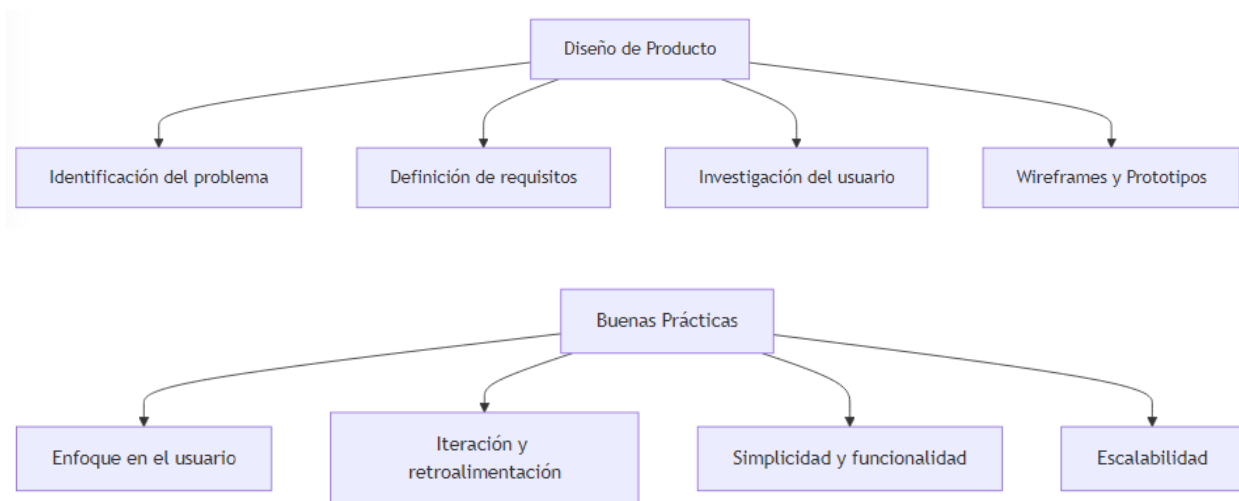 Diseño de Producto
Identificación del problema
Definición de requisitos
Investigación del usuario
Wireframes y Prototipos
Buenas Prácticas
Enfoque en el usuario
Iteración y
retroalimentación
Simplicidad y funcionalidad
Escalabilidad